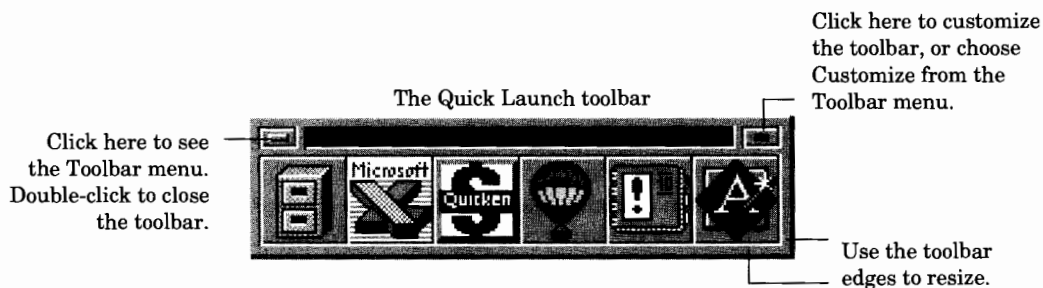 Click here to customize
the toolbar, or choose
Customize from the
Toolbar menu.
The Quick Launch toolbar
Click here to see
the Toolbar menu.
Double-click to close
the toolbar.
Microsoft
Quicken
!
A
Use the toolbar
edges to resize.